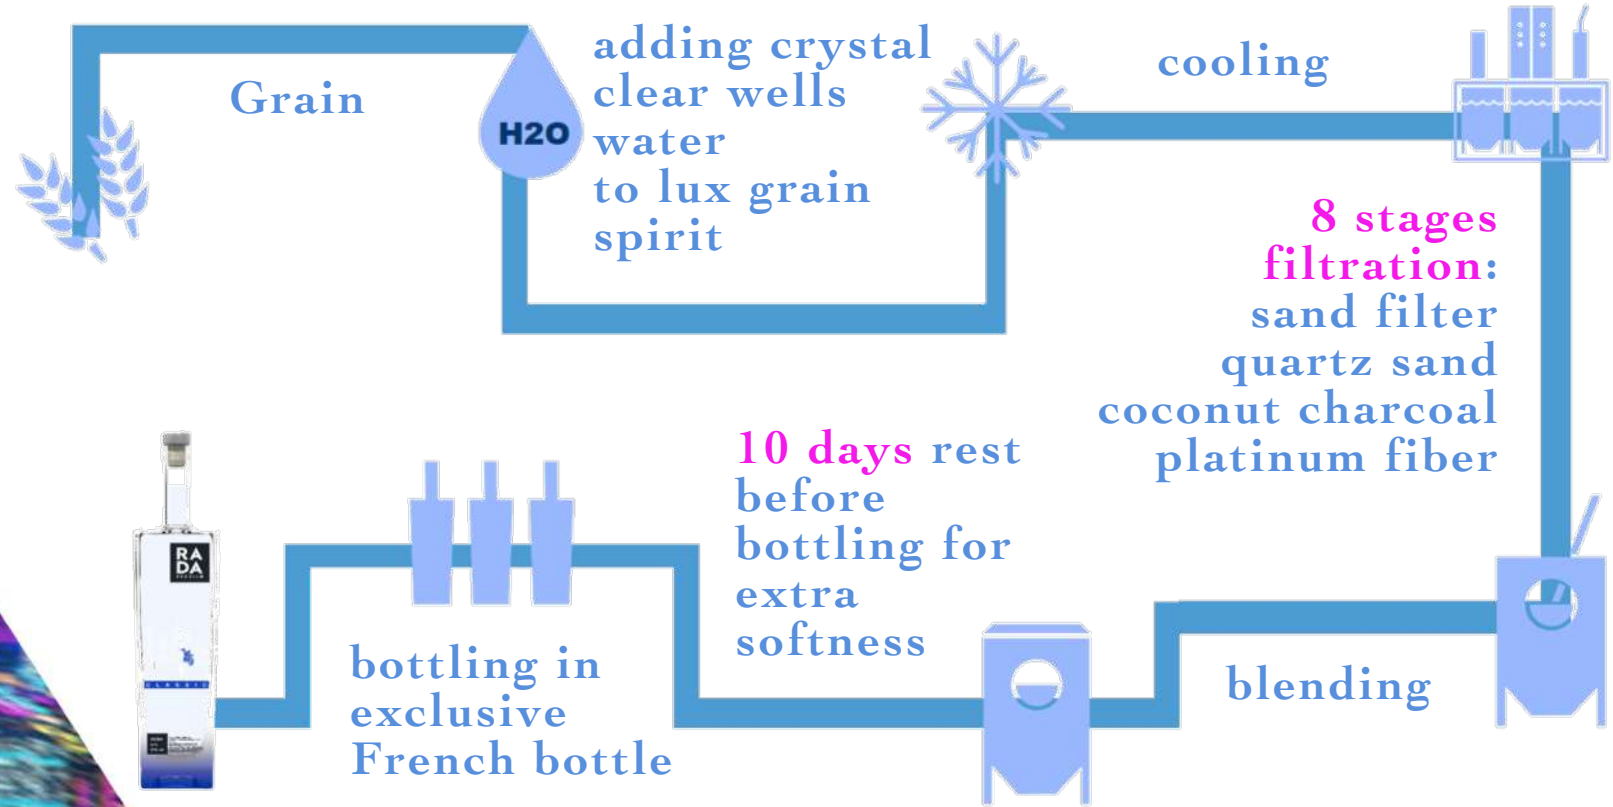 Grain
H2O
adding crystal
clear wells
water
to lux grain
spirit
cooling
8 stages
filtration:
sand filter
quartz sand
coconut charcoal
platinum fiber
blending
10 days rest
before
bottling for
extra
softness
bottling in
exclusive
French bottle
RA
DA
CLASSIC